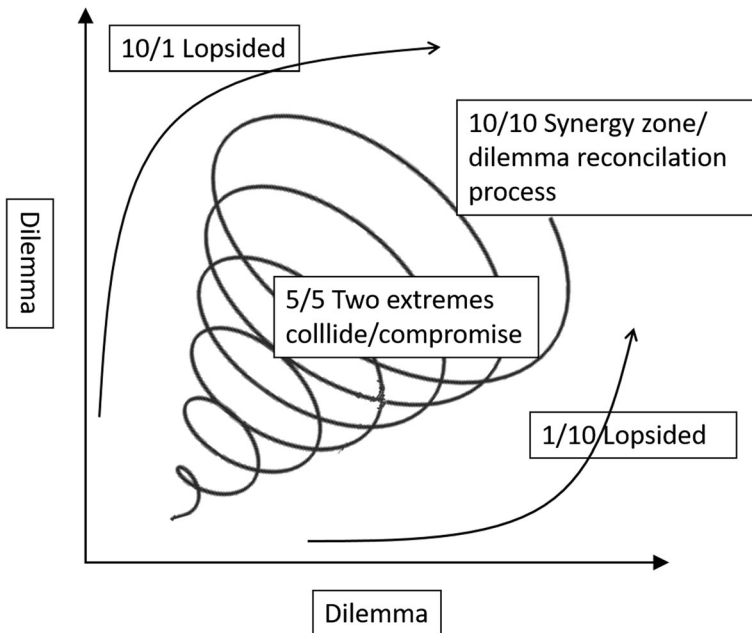 10/1 Lopsided
10/10 Synergy zone/
dilemma reconcilation
process
Dilemma
5/5 Two extremes
colllide/compromise
1/10 Lopsided
Dilemma